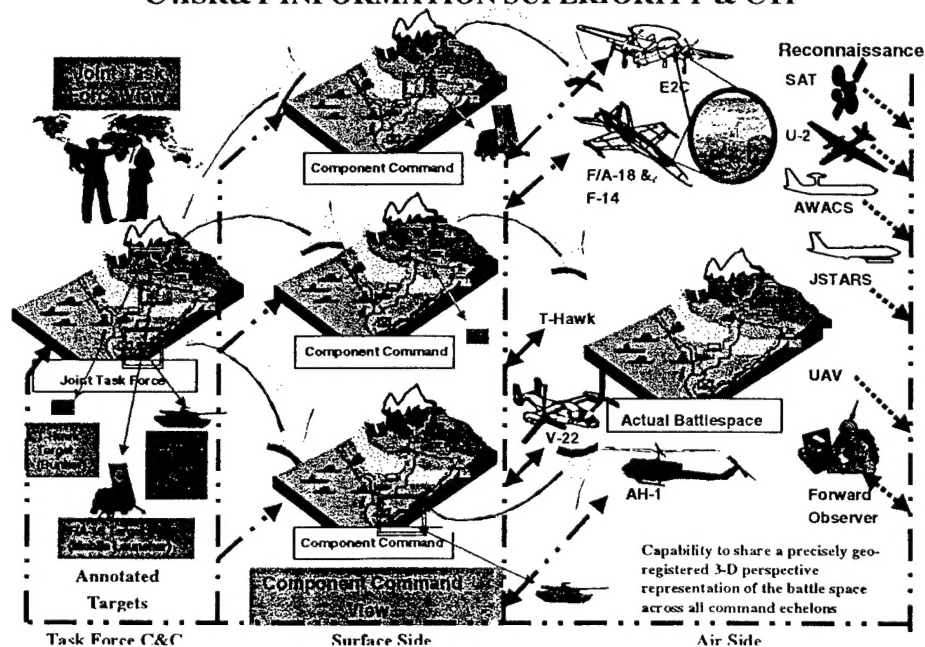 INFORMATION SUPERIORITY &
Joint Task
Force View
Reconnaissance
SAT
E2C
U-2
Component Command
F/A-18 &
F-14
AWACS
JSTARS
T-Hawk
Component Command
Joint Task Force
UAV
Actual Battlespace
V-22
Target
AH-1
Forward
Observer
Component Command
Capability to share a precisely geo-
registered 3-D perspective
representation of the battle space
across all command echelons
Annotated
Targets
Component Command
View
Task Force C&C
Surface Side
Air Side